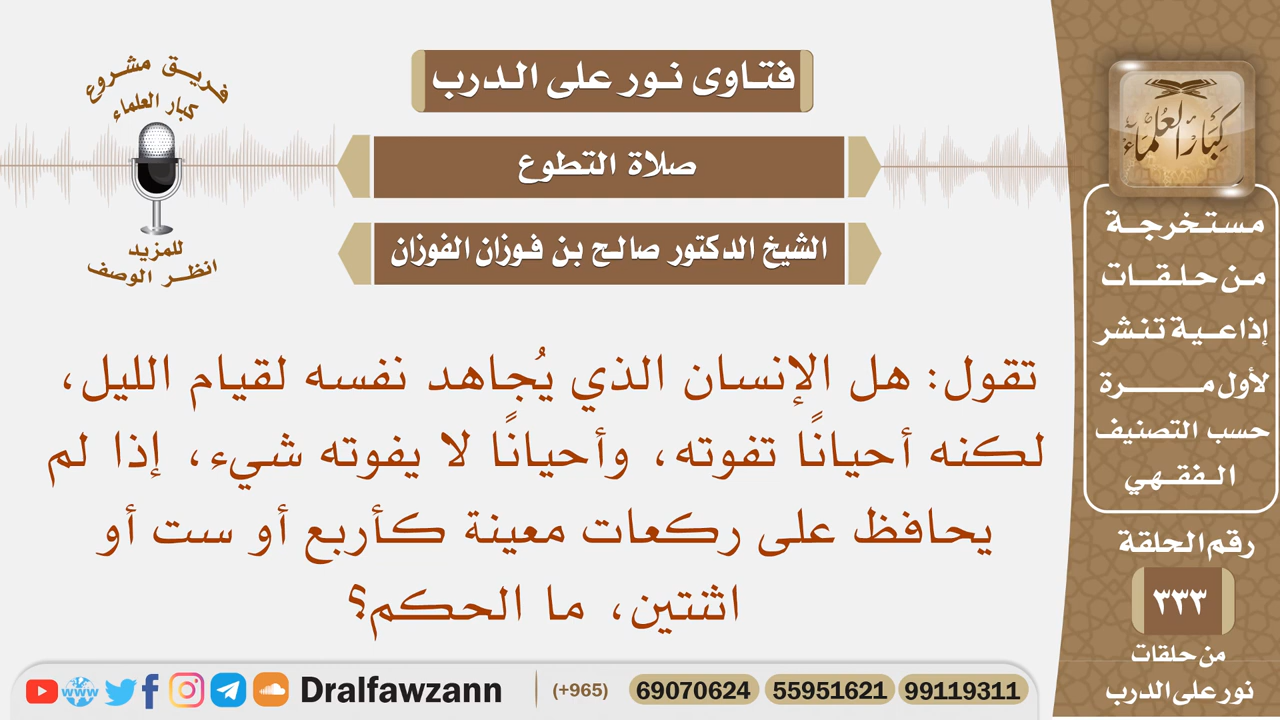 فتاوى نور على الدرب
صلاة التطوع
الشيخ الدكتور صالح بن فوزان الفوزان
فريق مشروع
كبار العلماء
للمزيد
انظر الوصف
تقول: هل الإنسان الذي يُجاهد نفسه لقيام الليل،
لكنه أحيانًا تفوته، وأحيانًا لا يفوته شيء، إذا لم
يحافظ على ركعات معينة كأربع أو ست أو
اثنتين، ما الحكم؟
كِبَارُ العُلَمَاءِ
مستخرجة
من حلقات
إذاعية تنشر
لأول مرة
حسب التصنيف
الفقهي
رقم الحلقة
٣٣٣
من حلقات
نور على الدرب
www Dralfawzann (+965) 69070624 55951621 99119311